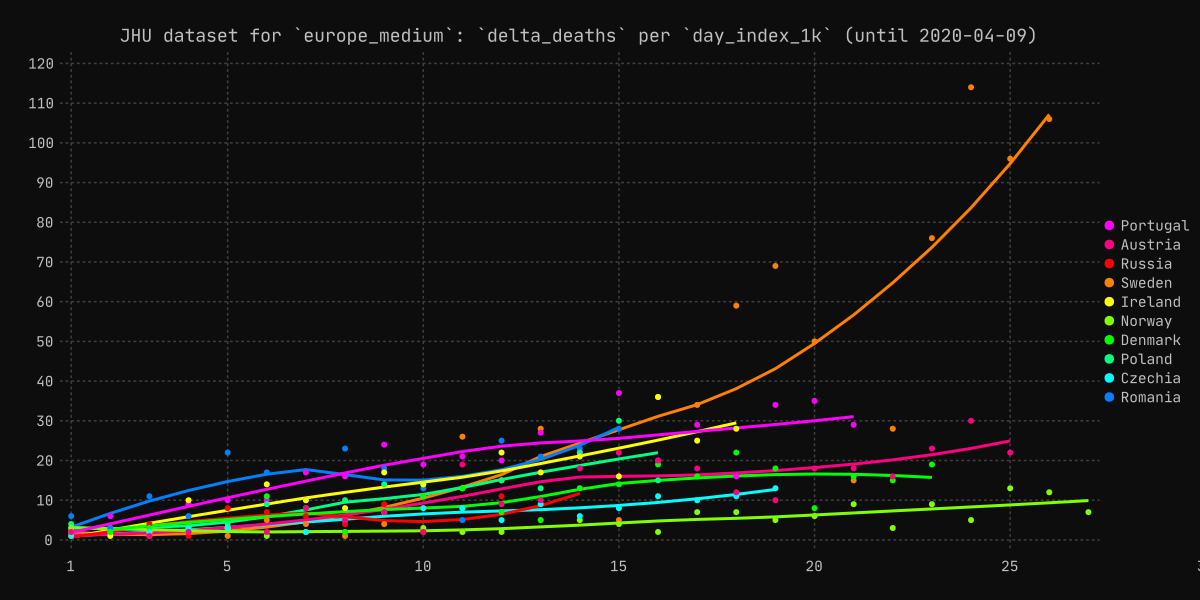 JHU dataset for `europe_medium`: `delta_deaths` per `day_index_1k` (until 2020-04-09)
120
110
100
90
80
70
60
50
40
30
20
10
0
1 5 10 15 20 25
Portugal
Austria
Russia
Sweden
Ireland
Norway
Denmark
Poland
Czechia
Romania